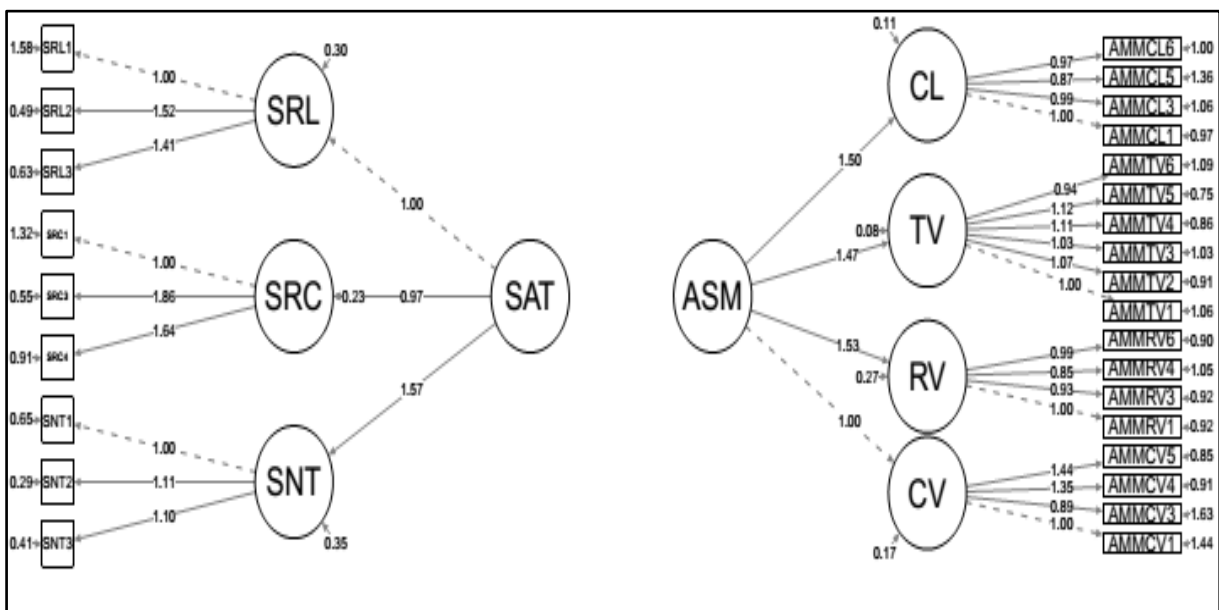 1.58 SRL1
1.00
0.30
SRL
0.49 SRL2
1.52
0.63 SRL3
1.41
1.00
1.32 SRC1
1.00
0.55 SRC3
1.86
SRC
0.23
0.97
SAT
0.91 SRC4
1.64
1.57
0.65 SNT1
1.00
0.29 SNT2
1.11
SNT
0.41 SNT3
1.10
0.35
ASM
1.50
1.47
1.53
1.00
0.11
CL
0.97
AMMCL6 1.00
0.87
AMMCL5 1.36
0.99
AMMCL3 1.06
1.00
AMMCL1 0.97
0.08
TV
0.94
AMMTV6 1.09
1.12
AMMTV5 0.75
1.11
AMMTV4 0.86
1.03
AMMTV3 1.03
1.07
AMMTV2 0.91
1.00
AMMTV1 1.06
0.27
RV
0.99
AMMRV6 0.90
0.85
AMMRV4 1.05
0.93
AMMRV3 0.92
1.00
AMMRV1 0.92
CV
0.17
1.44
AMMCV5 0.85
1.35
AMMCV4 0.91
0.89
AMMCV3 1.63
1.00
AMMCV1 1.44